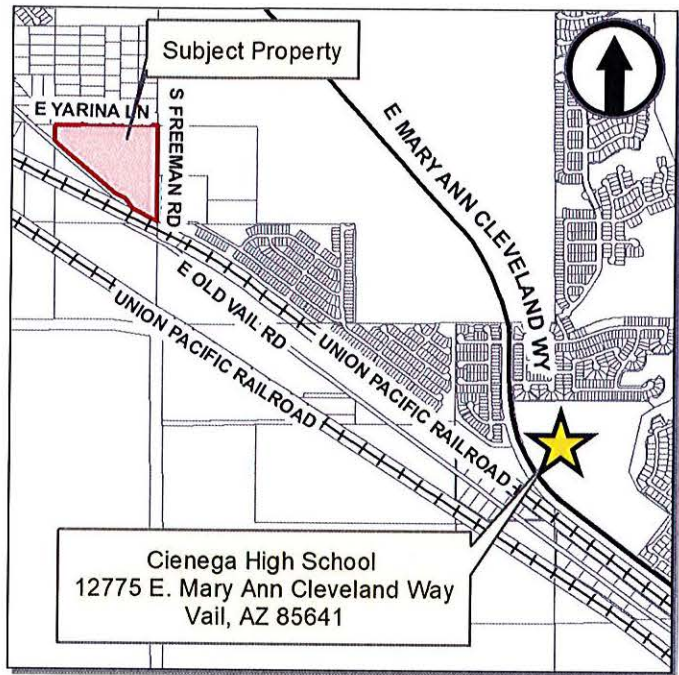 Subject Property
E YARINA LN
S FREEMAN RD
E MARY ANN CLEVELAND WY
E OLD VAIL RD
UNION PACIFIC RAILROAD
UNION PACIFIC RAILROAD
Cienega High School
12775 E. Mary Ann Cleveland Way
Vail, AZ 85641